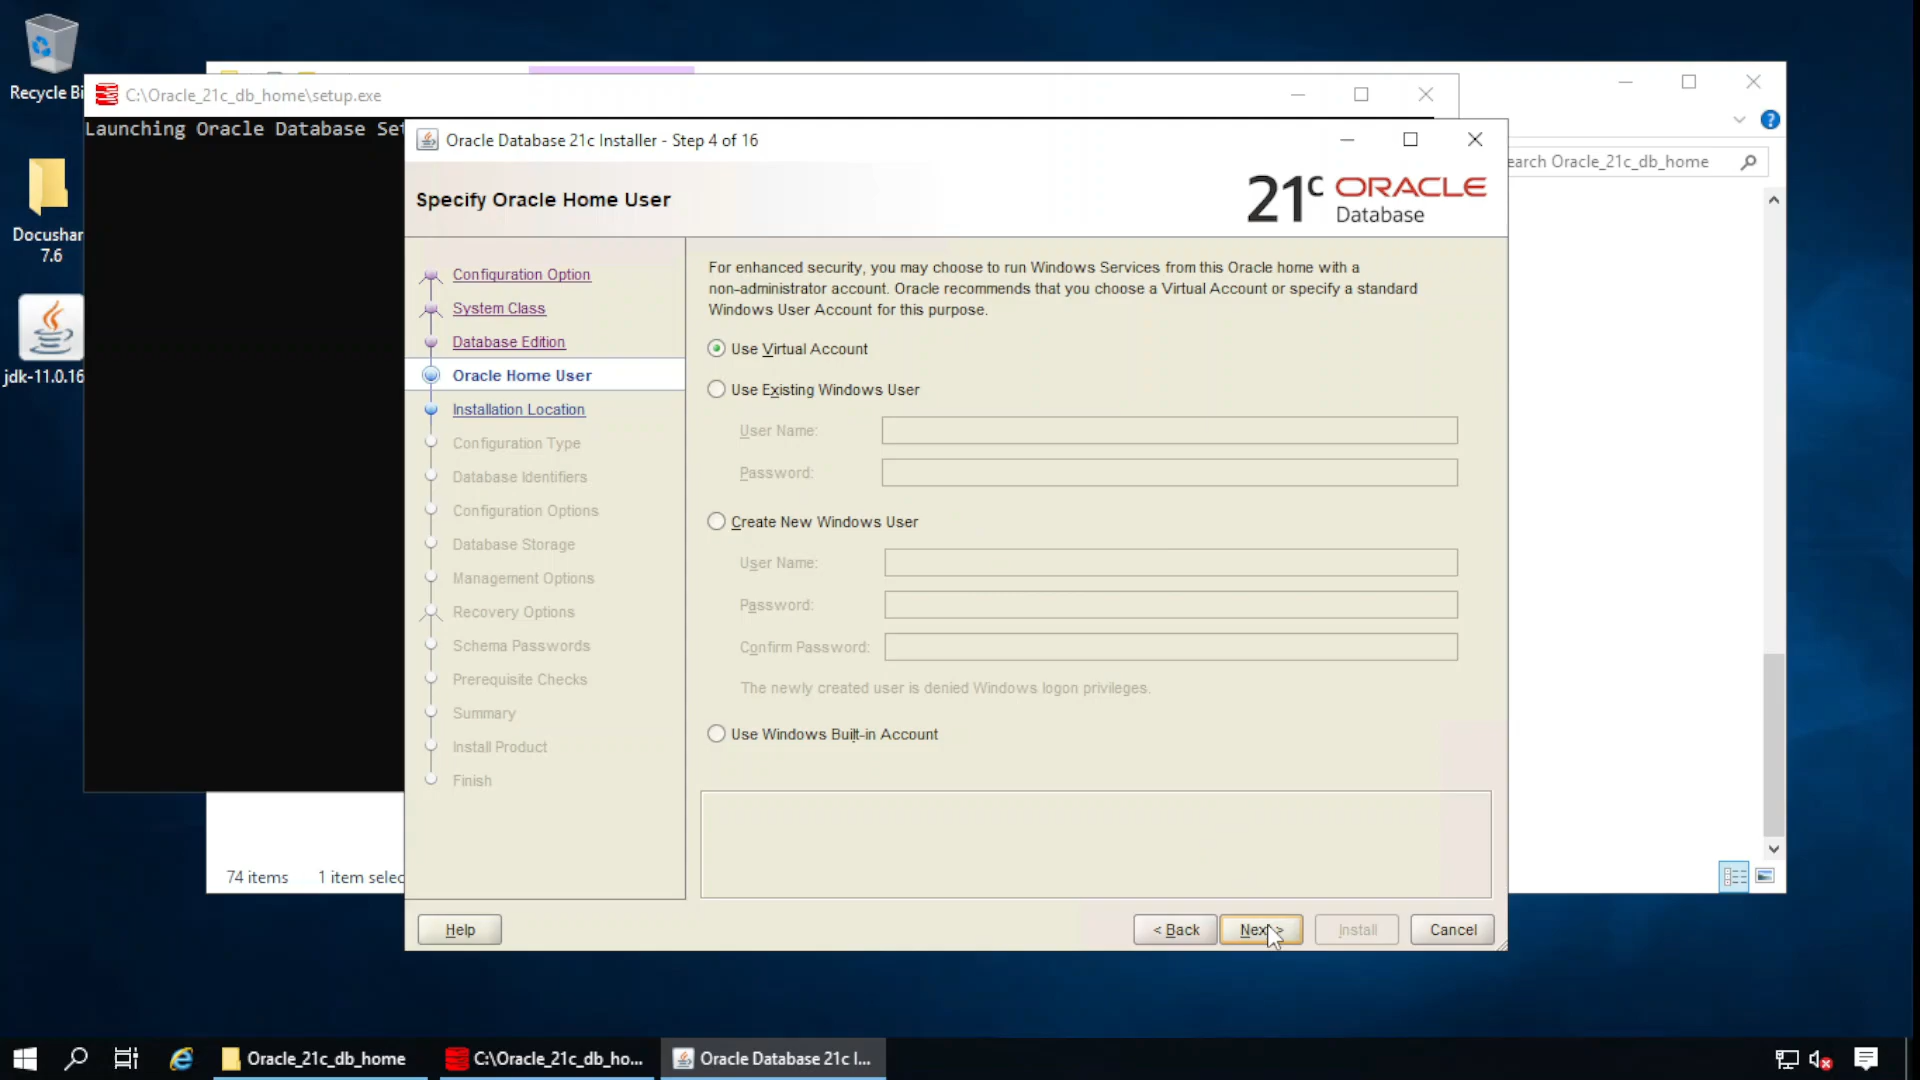 Recycle Bi
C:\Oracle_21c_db_home\setup.exe
Launching Oracle Database Set
Oracle Database 21c Installer - Step 4 of 16
earch Oracle_21c_db_home
Specify Oracle Home User
21c ORACLE
Database
Docushar
7.6
jdk-11.0.16
Configuration Option
System Class
Database Edition
Oracle Home User
Installation Location
Configuration Type
Database Identifiers
Configuration Options
Database Storage
Management Options
Recovery Options
Schema Passwords
Prerequisite Checks
Summary
Install Product
Finish
For enhanced security, you may choose to run Windows Services from this Oracle home with a
non-administrator account. Oracle recommends that you choose a Virtual Account or specify a standard
Windows User Account for this purpose.
Use Virtual Account
Use Existing Windows User
User Name:
Password:
Create New Windows User
User Name:
Password:
Confirm Password:
The newly created user is denied Windows logon privileges.
Use Windows Built-in Account
74 items 1 item selec
Help
< Back
Next >
Install
Cancel
Oracle_21c_db_home
C:\Oracle_21c_db_ho...
Oracle Database 21c I...